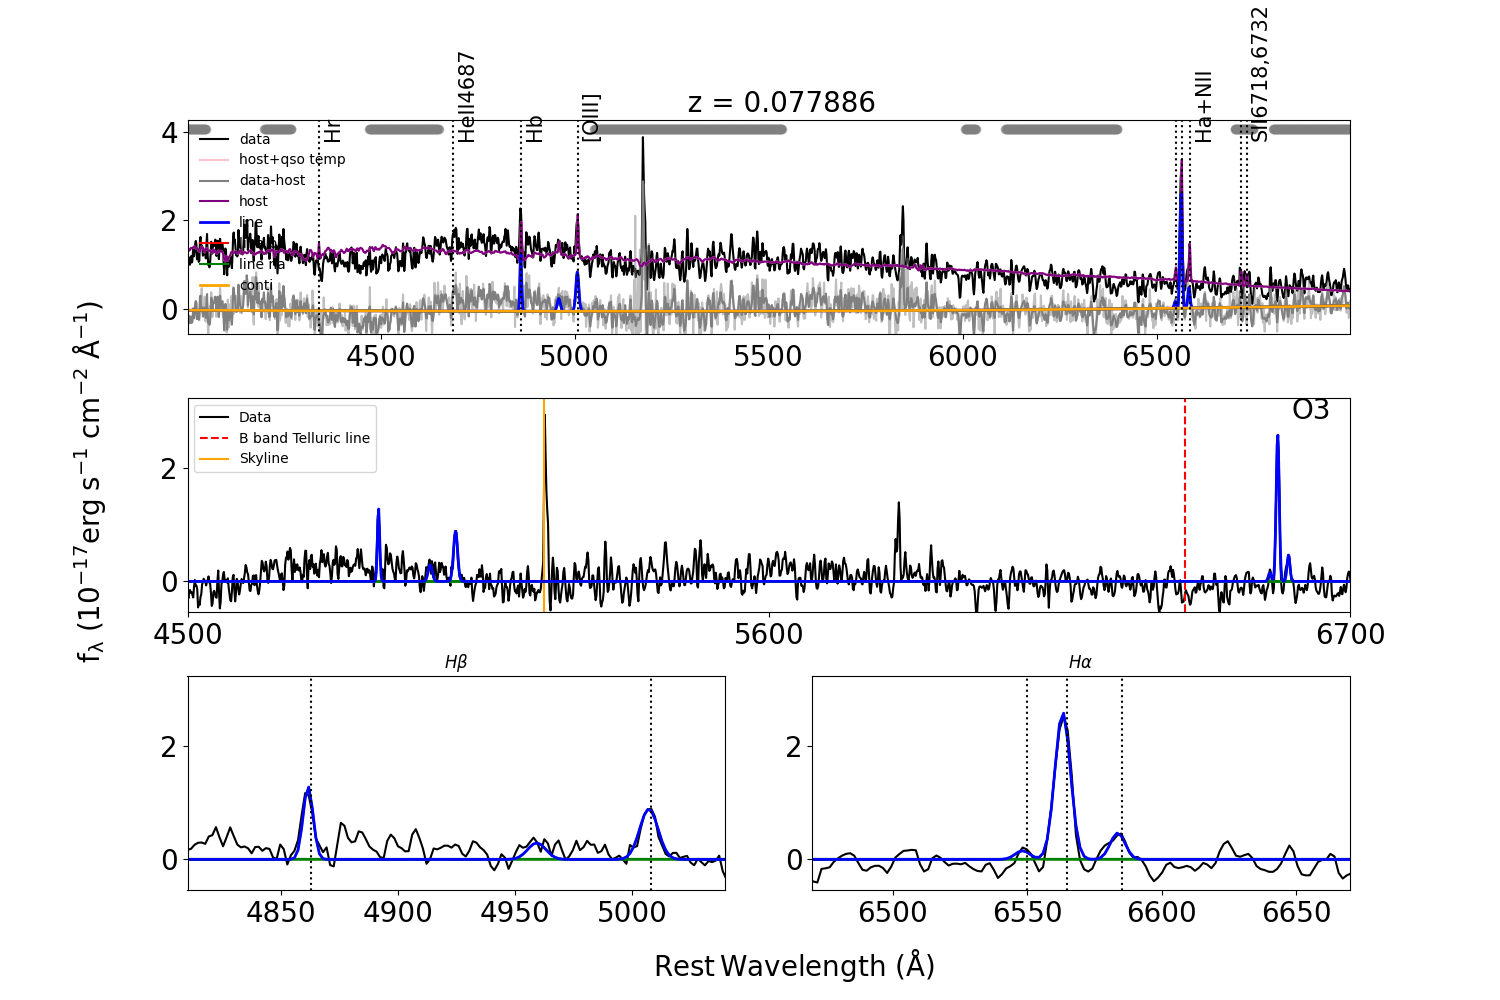 z = 0.077886
Hr
HeII4687
Hb
[OIII]
Ha+NII
SII6718,6732
data
host+qso temp
data-host
host
line
line na
conti
4
2
0
4500
5000
5500
6000
6500
Data
B band Telluric line
Skyline
O3
2
0
4500
5600
6700
fλ (10⁻¹⁷erg s⁻¹ cm⁻² Å⁻¹)
Hβ
2
0
4850
4900
4950
5000
Hα
2
0
6500
6550
6600
6650
Rest Wavelength (Å)